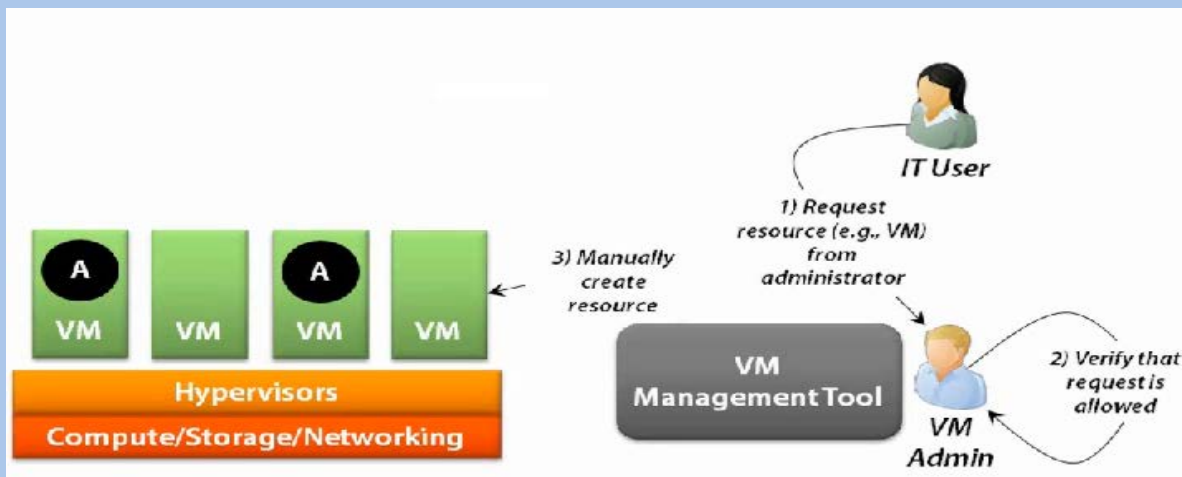 IT User
1) Request
resource (e.g., VM)
from
administrator
A
A
VM
VM
VM
VM
3) Manually
create
resource
Hypervisors
Compute/Storage/Networking
VM
Management Tool
2) Verify that
request is
allowed
VM
Admin